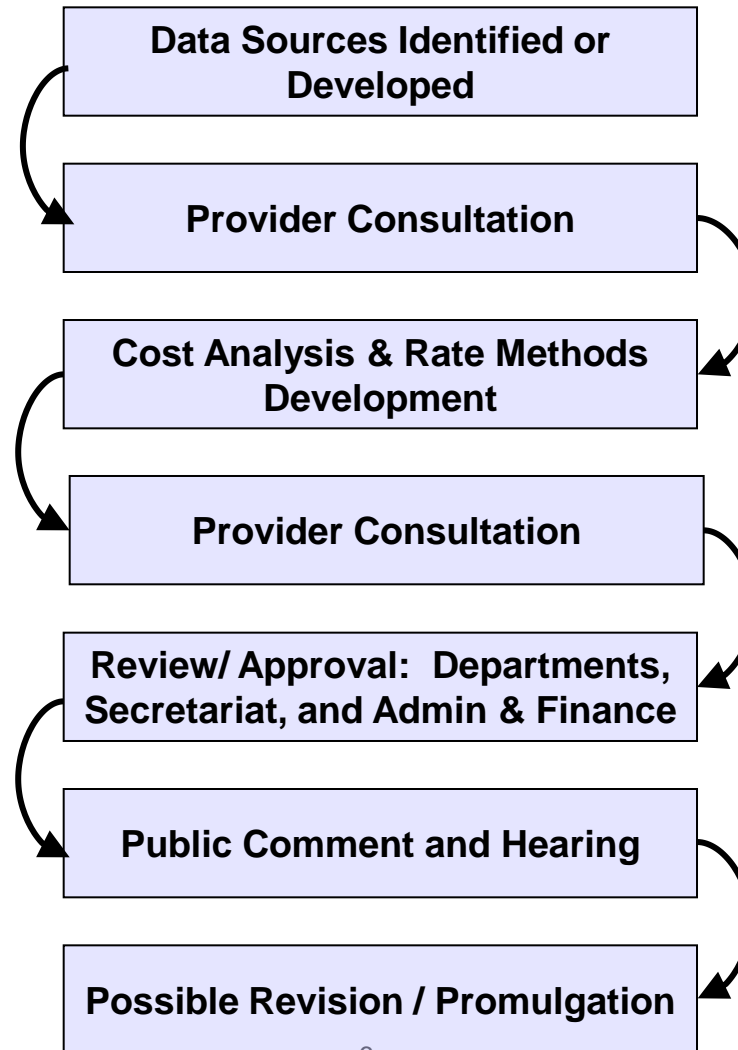 Data Sources Identified or
Developed
Provider Consultation
Cost Analysis & Rate Methods
Development
Provider Consultation
Review/ Approval:  Departments,
Secretariat, and Admin & Finance
Public Comment and Hearing
Possible Revision / Promulgation